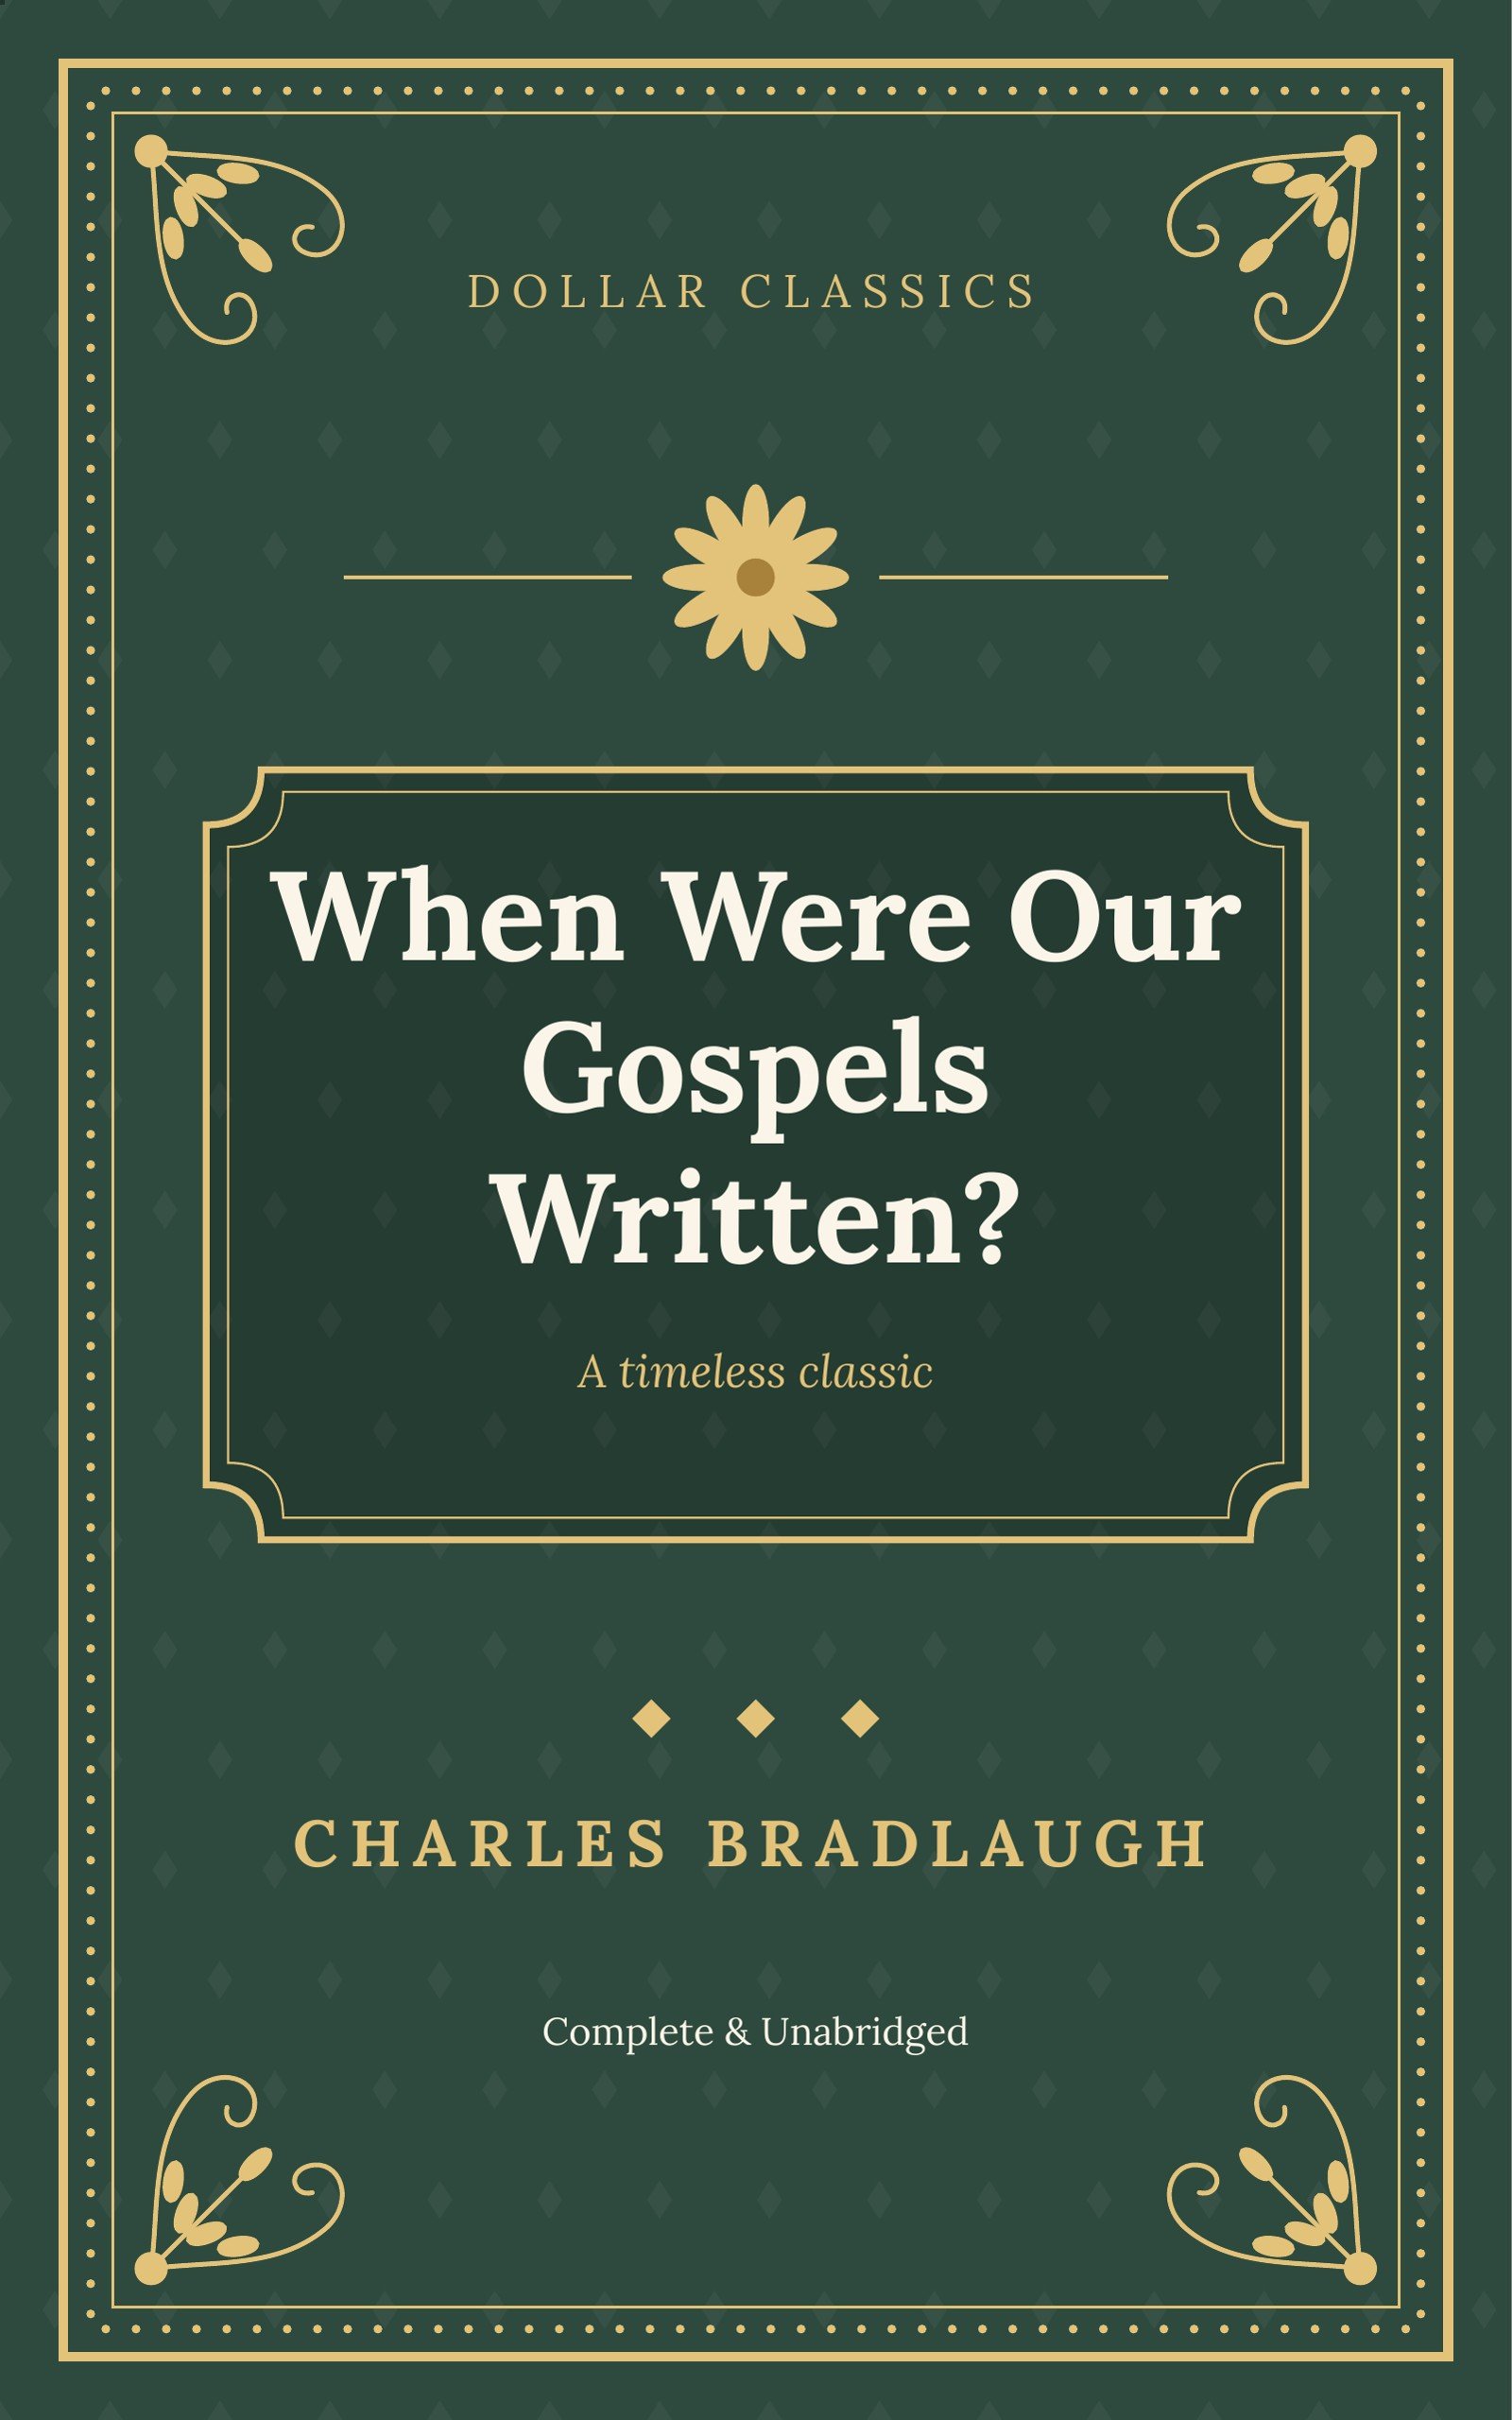 DOLLAR CLASSICS
When Were Our
Gospels
Written?
A timeless classic
CHARLES BRADLAUGH
Complete & Unabridged